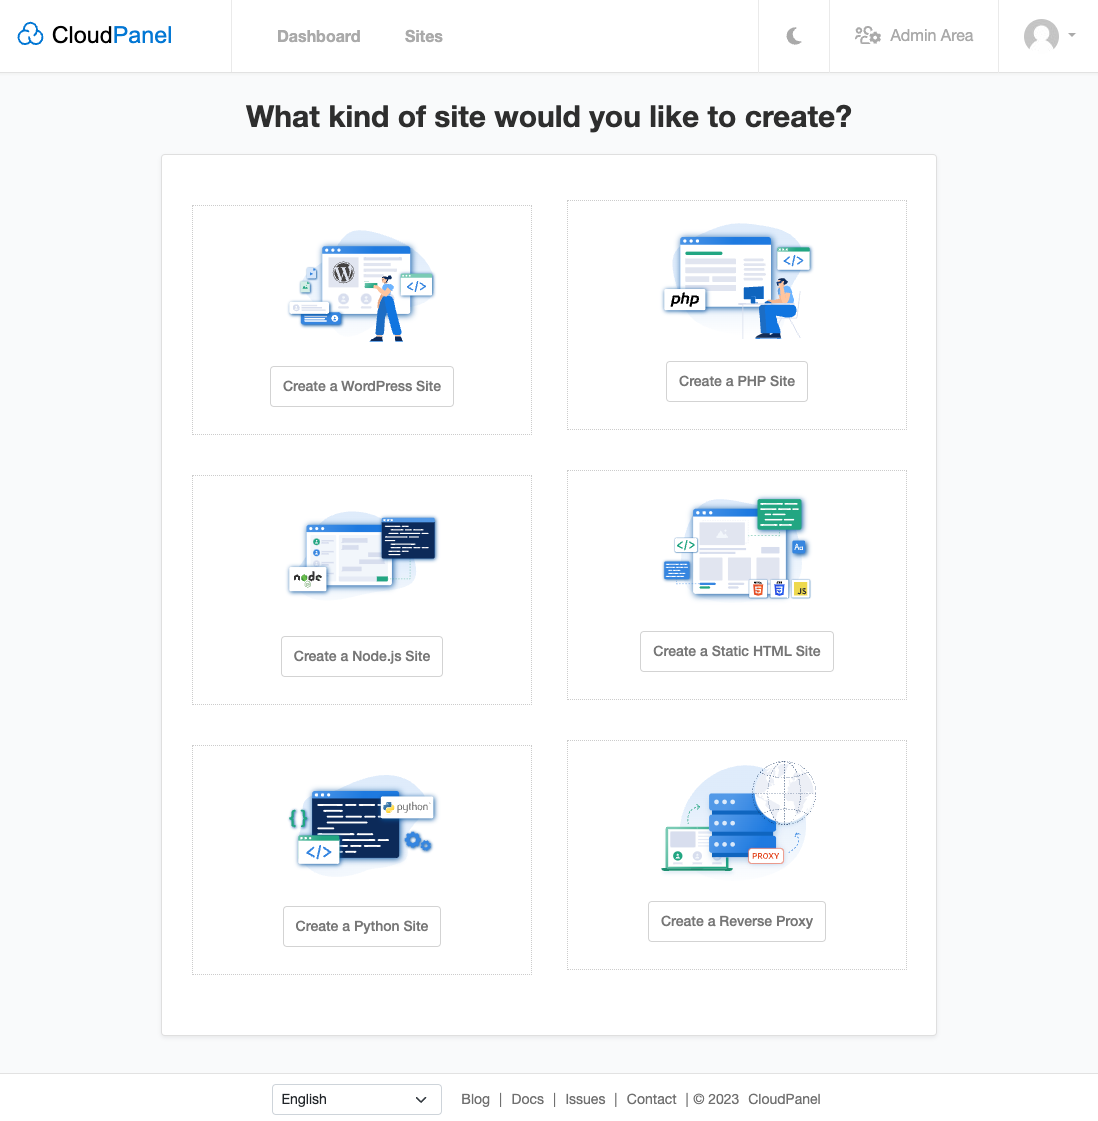 CloudPanel
Dashboard
Sites
Admin Area
What kind of site would you like to create?
</>
Create a WordPress Site
</>
php
Create a PHP Site
node
Create a Node.js Site
</>
Aa
JS
Create a Static HTML Site
{}
python
</>
Create a Python Site
PROXY
Create a Reverse Proxy
English
Blog | Docs | Issues | Contact | © 2023 CloudPanel